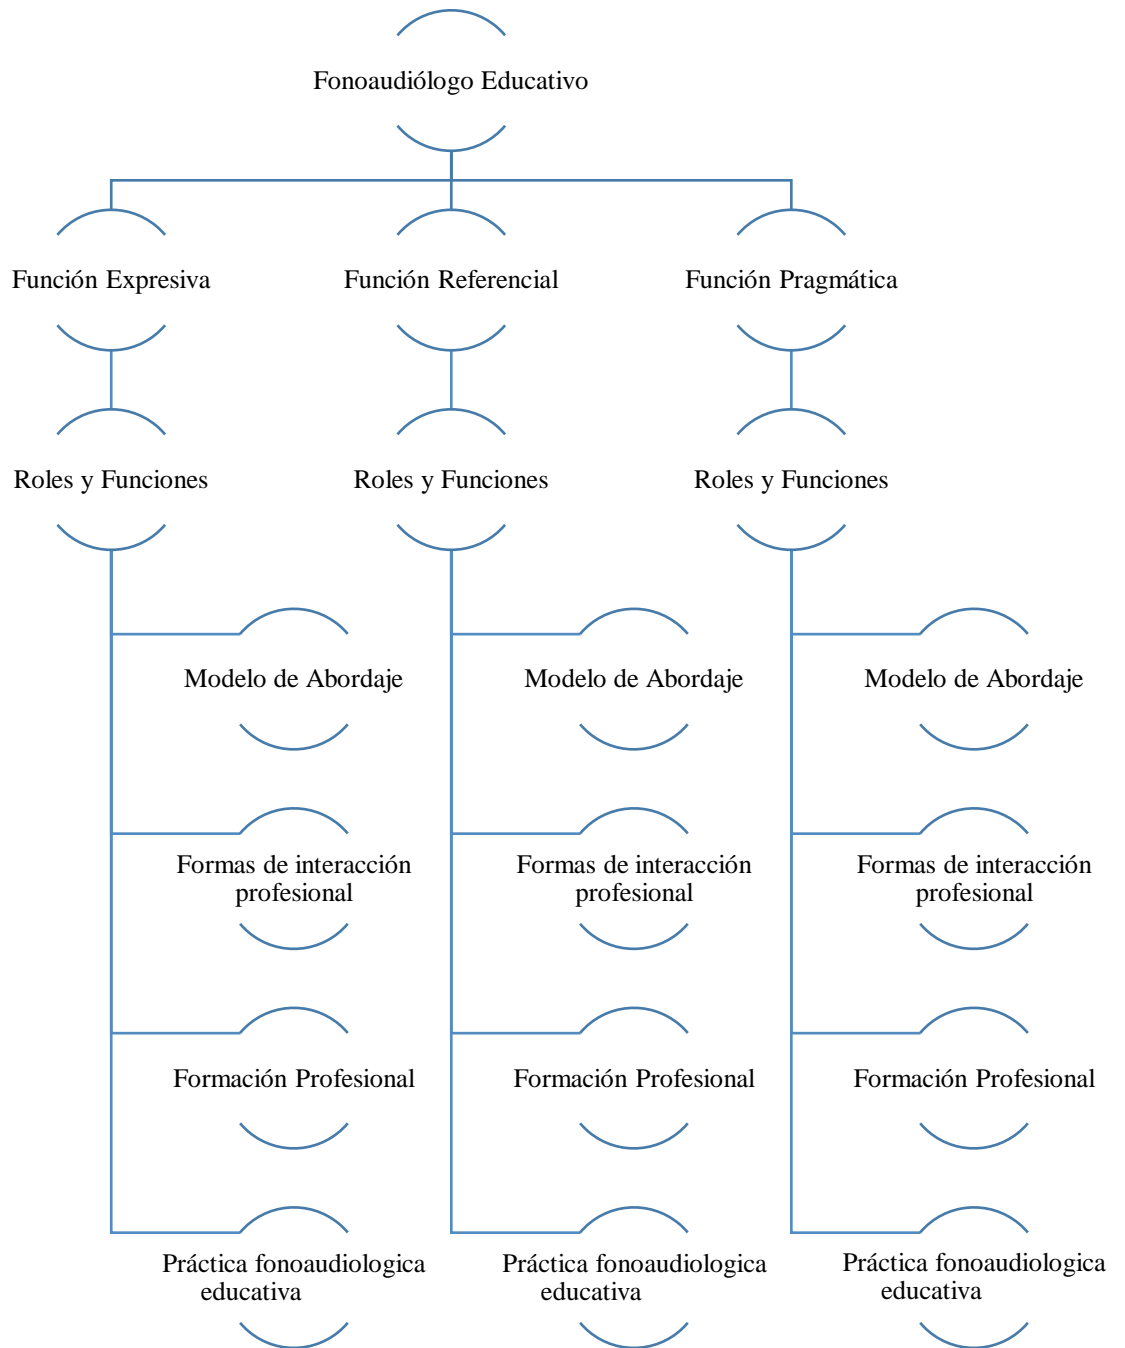 Fonoaudiólogo Educativo
Función Expresiva
Función Referencial
Función Pragmática
Roles y Funciones
Roles y Funciones
Roles y Funciones
Modelo de Abordaje
Modelo de Abordaje
Modelo de Abordaje
Formas de interacción
profesional
Formas de interacción
profesional
Formas de interacción
profesional
Formación Profesional
Formación Profesional
Formación Profesional
Práctica fonoaudiologica
educativa
Práctica fonoaudiologica
educativa
Práctica fonoaudiologica
educativa